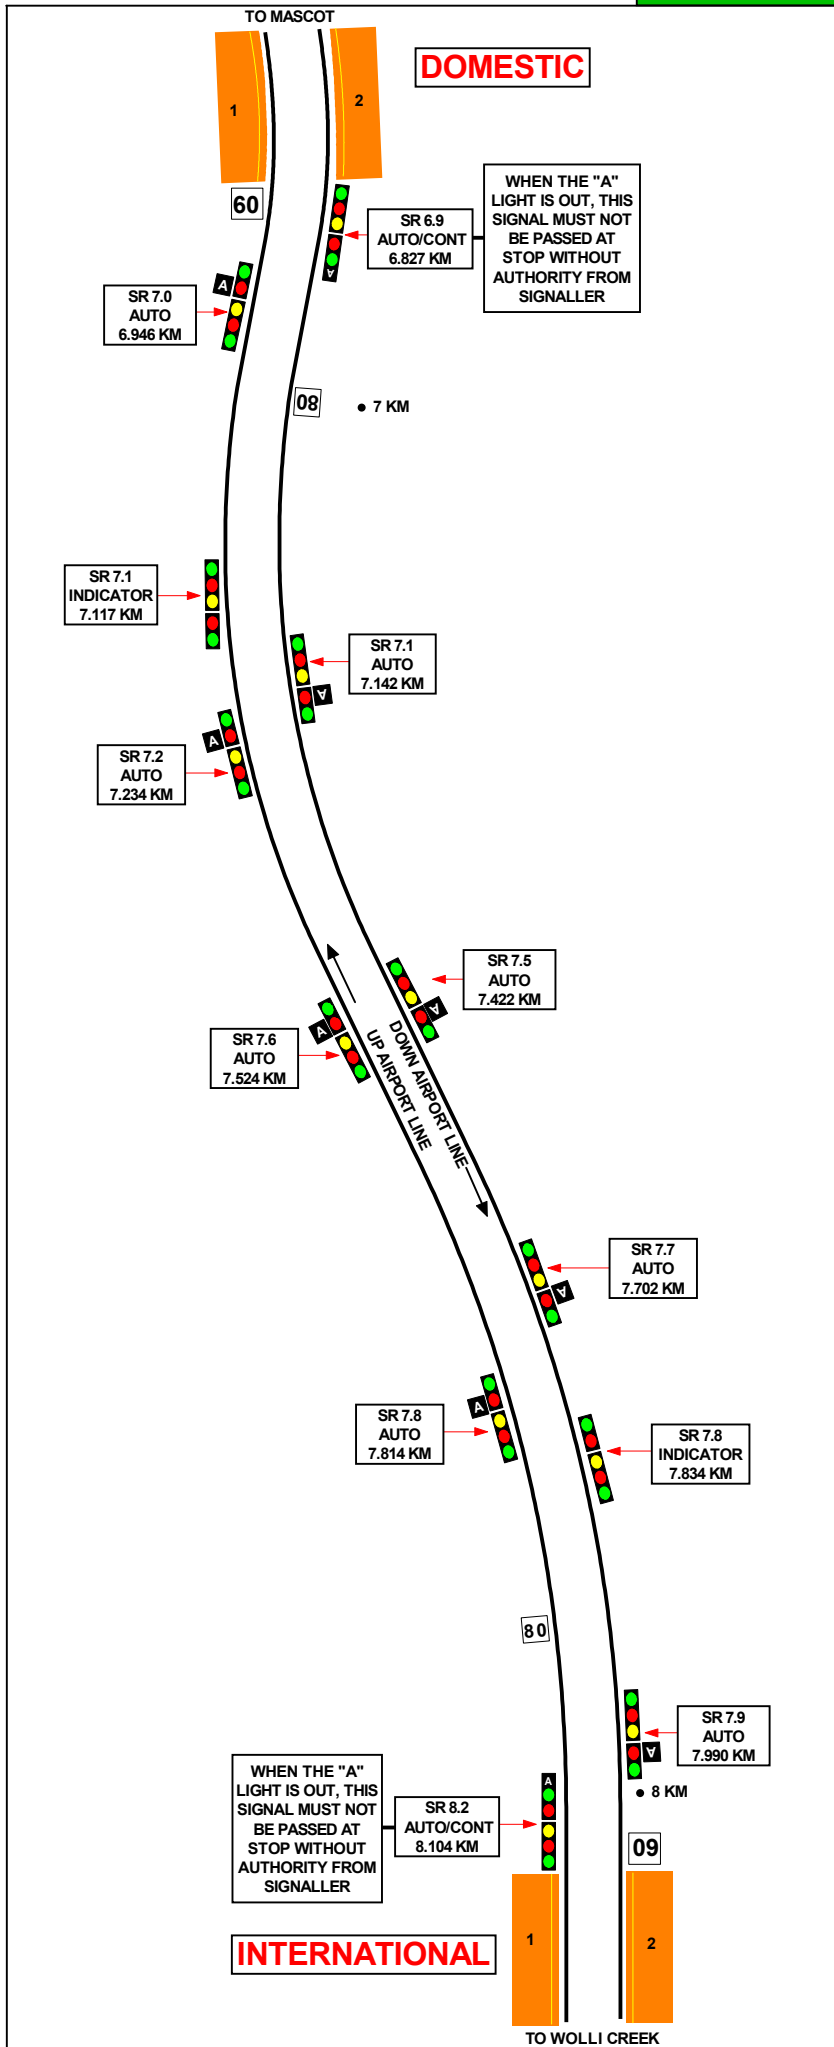 TO MASCOT
DOMESTIC
1
2
WHEN THE "A"
LIGHT IS OUT, THIS
SIGNAL MUST NOT
BE PASSED AT
STOP WITHOUT
AUTHORITY FROM
SIGNALLER
60
SR 6.9
AUTO/CONT
6.827 KM
A
A
SR 7.0
AUTO
6.946 KM
80
7 KM
SR 7.1
INDICATOR
7.117 KM
SR 7.1
AUTO
7.142 KM
A
A
SR 7.2
AUTO
7.234 KM
SR 7.5
AUTO
7.422 KM
A
A
SR 7.6
AUTO
7.524 KM
DOWN AIRPORT LINE
UP AIRPORT LINE
SR 7.7
AUTO
7.702 KM
A
A
SR 7.8
AUTO
7.814 KM
SR 7.8
INDICATOR
7.834 KM
80
SR 7.9
AUTO
7.990 KM
A
8 KM
WHEN THE "A"
LIGHT IS OUT, THIS
SIGNAL MUST NOT
BE PASSED AT
STOP WITHOUT
AUTHORITY FROM
SIGNALLER
A
SR 8.2
AUTO/CONT
8.104 KM
60
INTERNATIONAL
1
2
TO WOLLI CREEK